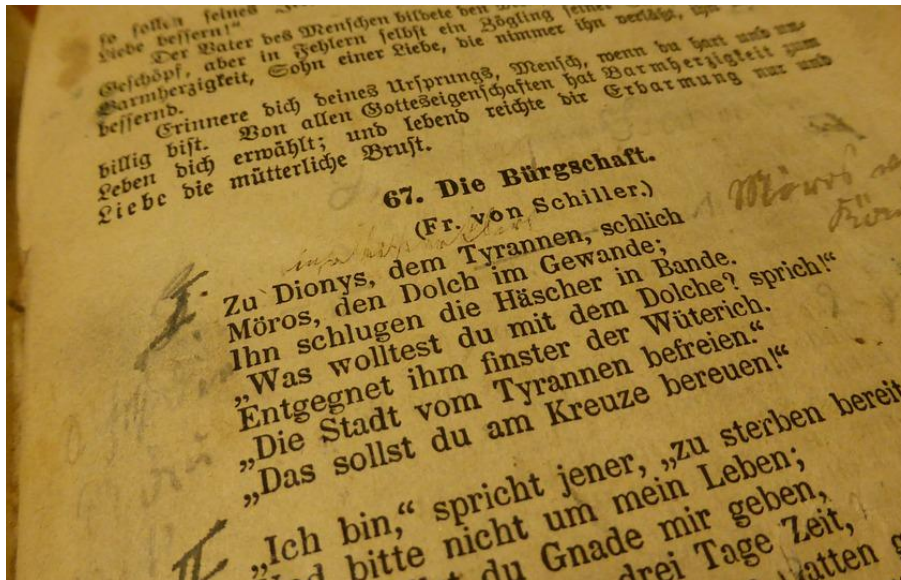 so sollen seines
Liebe bessern!"
Der Vater des Menschen bildete den
Geschöpf, aber in Fehlern selbst ein Zögling seiner
Barmherzigkeit, Sohn einer Liebe, die nimmer ihn verläßt, ihn
bessernd.
Erinnere dich deines Ursprungs, Mensch, wenn du hart und un-
billig bist. Von allen Gotteseigenschaften hat Barmherzigkeit zum
Leben dich erwählt; und lebend reichte dir Erbarmung nur und
Liebe die mütterliche Brust.
67. Die Bürgschaft.
(Fr. von Schiller.)
Möros
I.
Zu Dionys, dem Tyrannen, schlich
Möros, den Dolch im Gewande;
Ihn schlugen die Häscher in Bande.
„Was wolltest du mit dem Dolche? sprich!“
Entgegnet ihm finster der Wüterich.
„Die Stadt vom Tyrannen befreien.“
„Das sollst du am Kreuze bereuen!“
II
„Ich bin,“ spricht jener, „zu sterben bereit
bitte nicht um mein Leben;
du Gnade mir geben,
drei Tage Zeit,